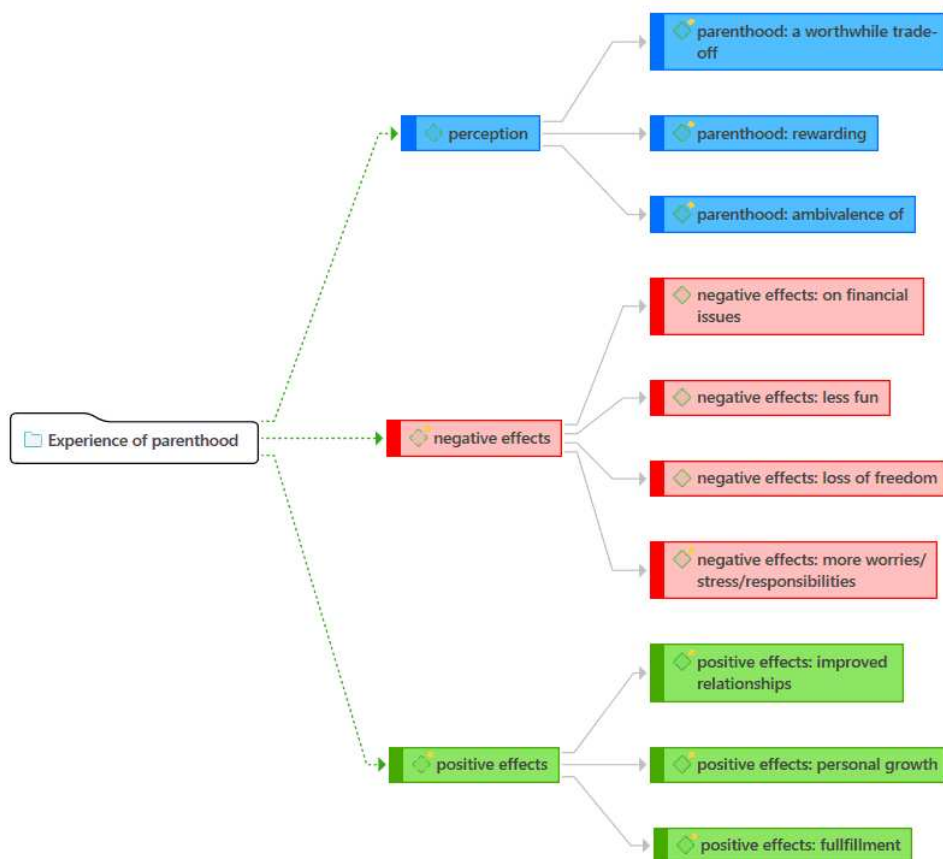 parenthood: a worthwhile trade-
off
perception
parenthood: rewarding
parenthood: ambivalence of
negative effects: on financial
issues
negative effects: less fun
Experience of parenthood
negative effects
negative effects: loss of freedom
negative effects: more worries/
stress/responsibilities
positive effects: improved
relationships
positive effects
positive effects: personal growth
positive effects: fullfillment